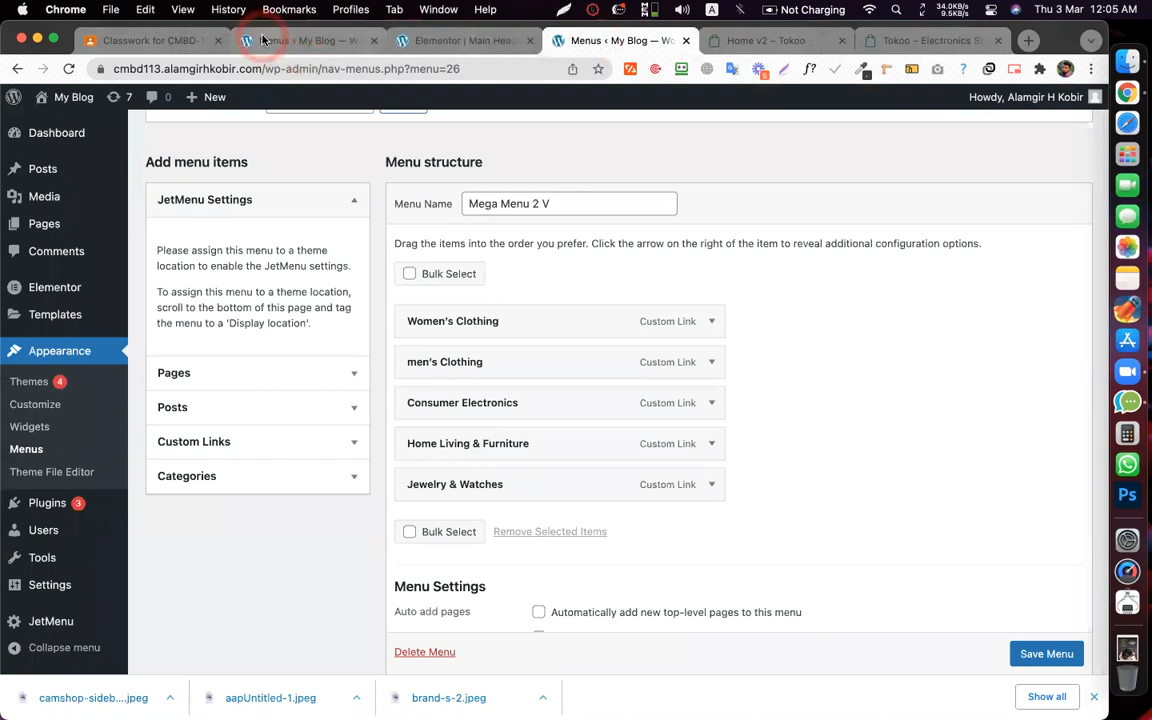 Chrome File Edit View History Bookmarks Profiles Tab Window Help A Not Charging 34.0KB/s 9.5KB/s Thu 3 Mar 12:05 AM
Classwork for CMBD-1 Menus ‹ My Blog — W Elementor | Main Hea Menus ‹ My Blog — Wo Home v2 – Tokoo Tokoo – Electronics S
cmbd113.alamgirhkobir.com/wp-admin/nav-menus.php?menu=26
My Blog 7 0 New Howdy, Alamgir H Kobir
Dashboard
Posts
Media
Pages
Comments
Elementor
Templates
Appearance
Themes 4
Customize
Widgets
Menus
Theme File Editor
Plugins 3
Users
Tools
Settings
JetMenu
Collapse menu
Add menu items
JetMenu Settings
Please assign this menu to a theme
location to enable the JetMenu settings.
To assign this menu to a theme location,
scroll to the bottom of this page and tag
the menu to a 'Display location'.
Pages
Posts
Custom Links
Categories
Menu structure
Menu Name Mega Menu 2 V
Drag the items into the order you prefer. Click the arrow on the right of the item to reveal additional configuration options.
Bulk Select
Women's Clothing Custom Link
men's Clothing Custom Link
Consumer Electronics Custom Link
Home Living & Furniture Custom Link
Jewelry & Watches Custom Link
Bulk Select Remove Selected Items
Menu Settings
Auto add pages Automatically add new top-level pages to this menu
Delete Menu Save Menu
camshop-sideb....jpeg aapUntitled-1.jpeg brand-s-2.jpeg Show all